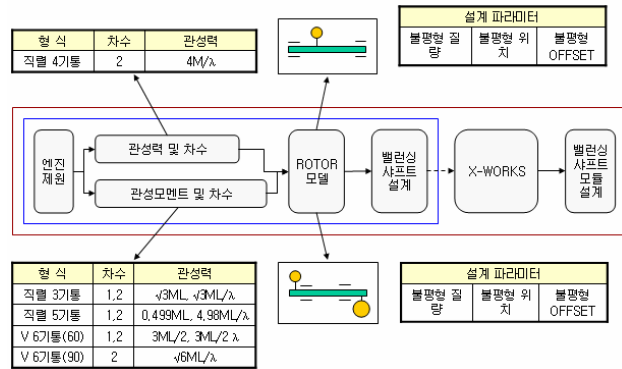 설계 파라미터
불평형 질량 불평형 위치 불평형 OFFSET
형 식 차수 관성력
직렬 4기통 2 4M/λ
엔진 제원
관성력 및 차수
관성모멘트 및 차수
ROTOR 모델
밸런싱 샤프트 설계
X-WORKS
밸런싱 샤프트 모듈 설계
형 식 차수 관성력
직렬 3기통 1,2 √3ML, √3ML/λ
직렬 5기통 1,2 0,499ML, 4,98ML/λ
V 6기통(60) 1,2 3ML/2, 3ML/2 λ
V 6기통(90) 2 √6ML/λ
설계 파라미터
불평형 질량 불평형 위치 불평형 OFFSET